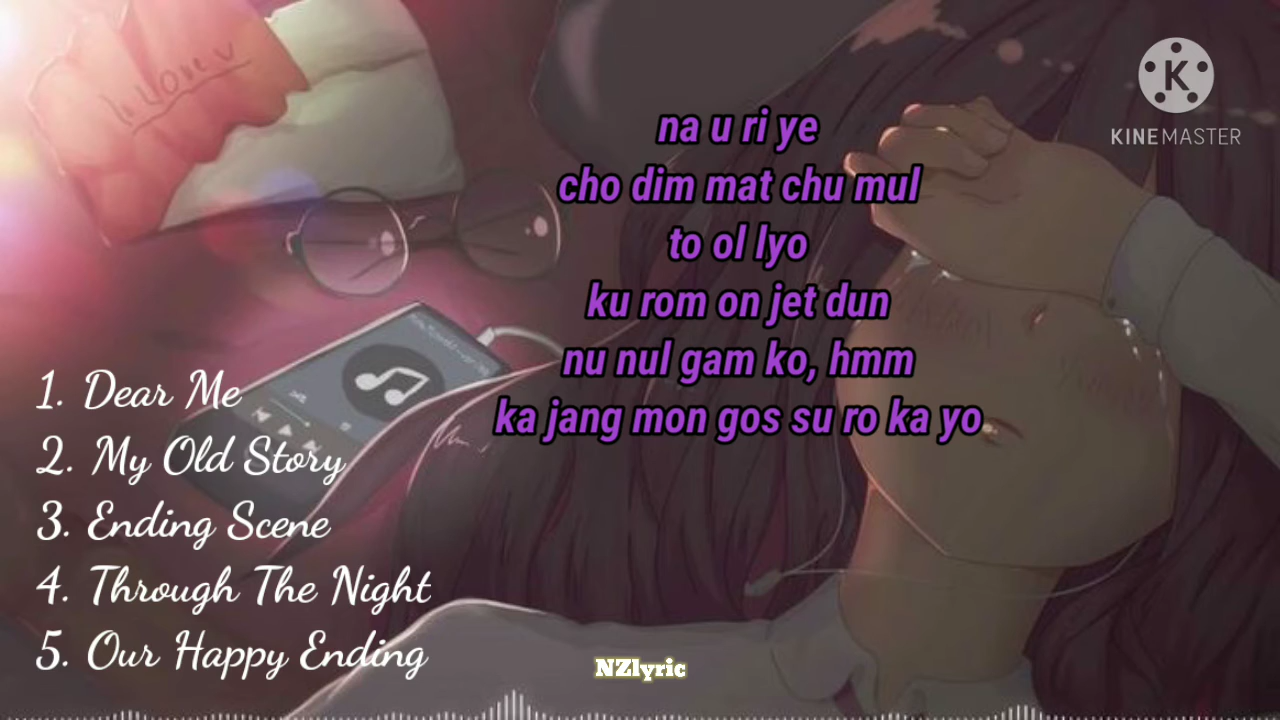 KINEMASTER
na u ri ye
cho dim mat chu mul
to ol lyo
ku rom on jet dun
nu nul gam ko, hmm
ka jang mon gos su ro ka yo
1. Dear Me
2. My Old Story
3. Ending Scene
4. Through The Night
5. Our Happy Ending
NZlyric